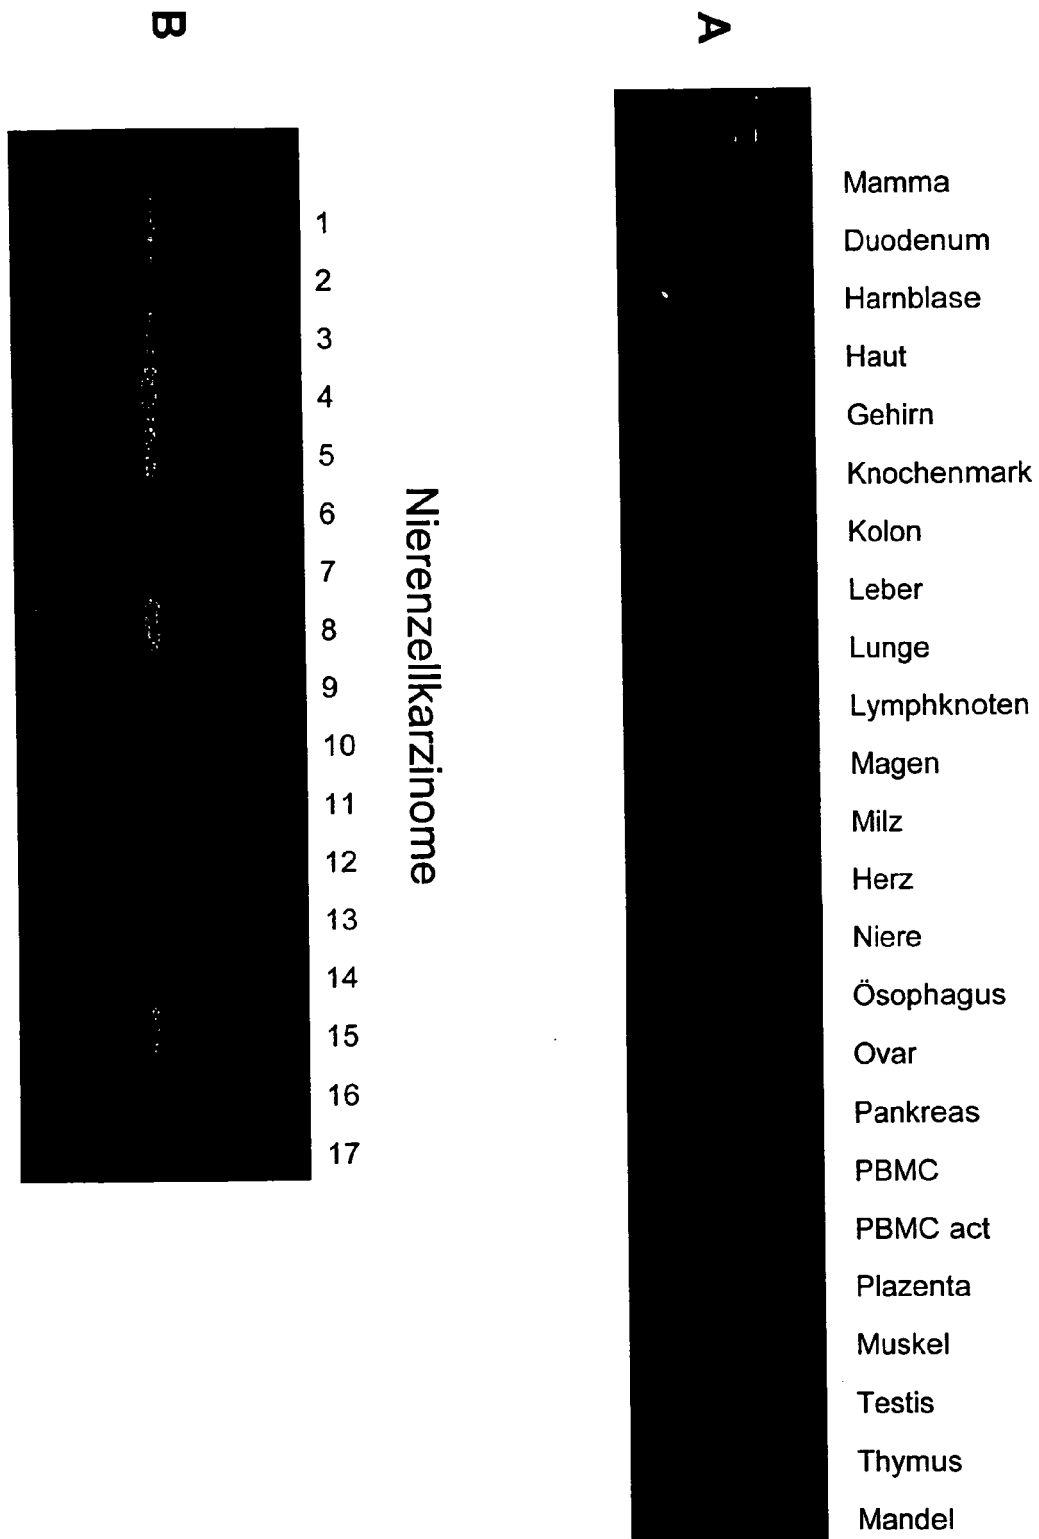 A
Mamma
Duodenum
Harnblase
Haut
Gehirn
Knochenmark
Kolon
Leber
Lunge
Lymphknoten
Magen
Milz
Herz
Niere
Ösophagus
Ovar
Pankreas
PBMC
PBMC act
Plazenta
Muskel
Testis
Thymus
Mandel
B
Nierenzellkarzinome
1
2
3
4
5
6
7
8
9
10
11
12
13
14
15
16
17